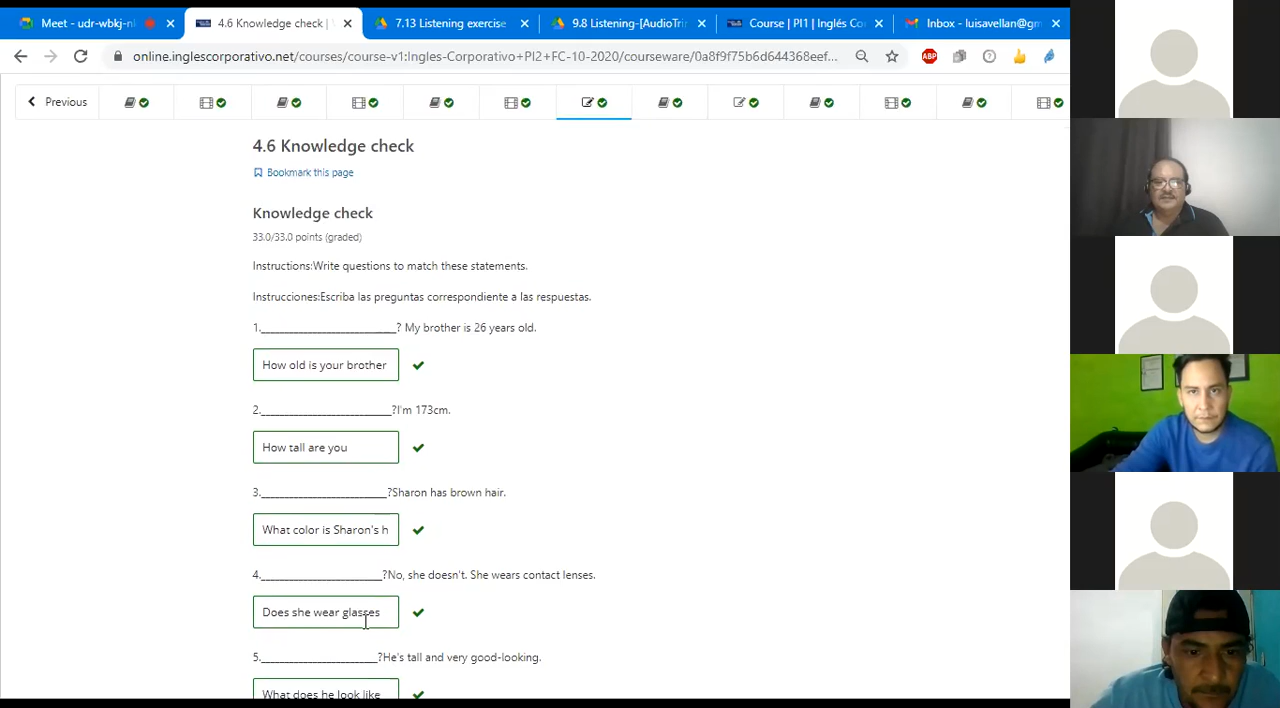 Meet - udr-wbkj-nl
4.6 Knowledge check |
7.13 Listening exercise
9.8 Listening-[AudioTri
Course | PI1 | Inglés Co
Inbox - luisavellan@gm
online.inglescorporativo.net/courses/course-v1:Ingles-Corporativo+PI2+FC-10-2020/courseware/0a8f9f75b6d644368eef...
ABP
Previous
4.6 Knowledge check
Bookmark this page
Knowledge check
33.0/33.0 points (graded)
Instructions:Write questions to match these statements.
Instrucciones:Escriba las preguntas correspondiente a las respuestas.
1.__________________________? My brother is 26 years old.
How old is your brother
2._________________________?I'm 173cm.
How tall are you
3.________________________?Sharon has brown hair.
What color is Sharon's h
4._______________________?No, she doesn't. She wears contact lenses.
Does she wear glasses
5.______________________?He's tall and very good-looking.
What does he look like